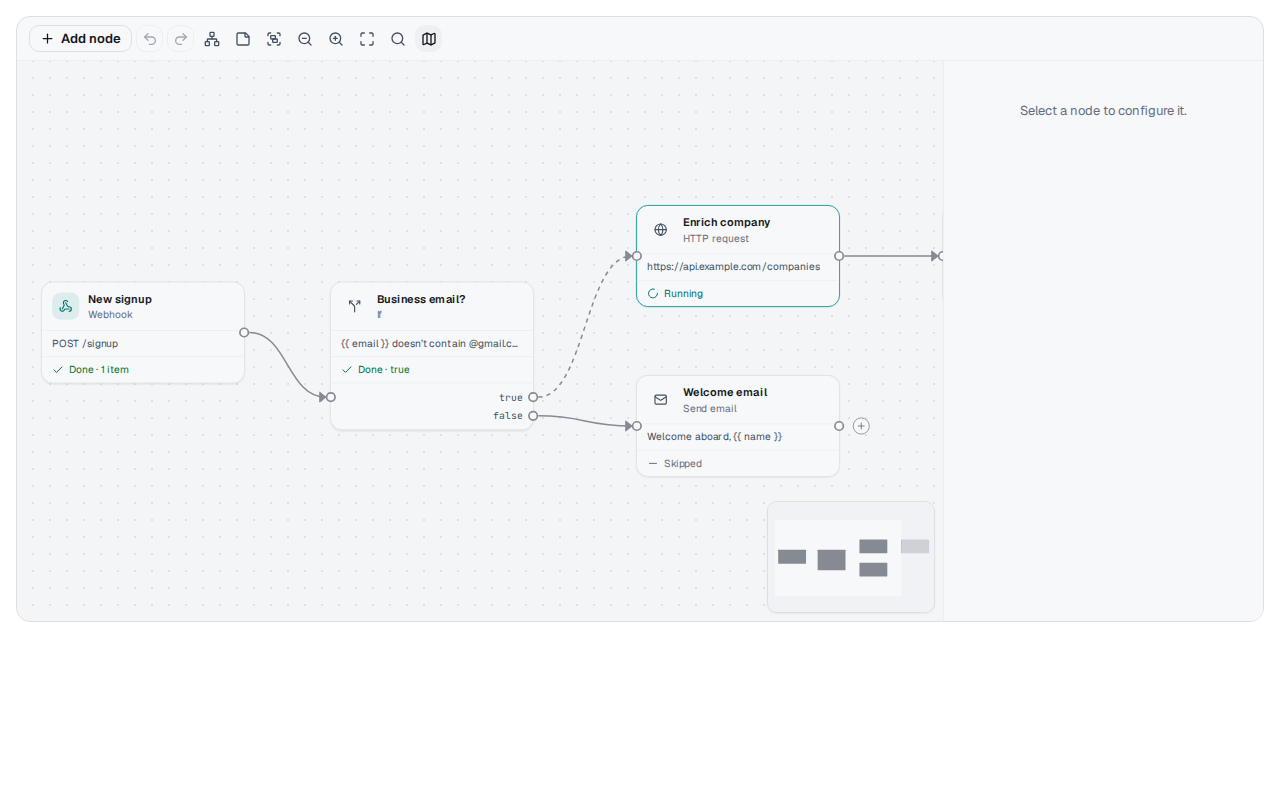 Add node
Select a node to configure it.
Enrich company
HTTP request
https://api.example.com/companies
Running
New signup
Webhook
POST /signup
Done · 1 item
Business email?
If
{{ email }} doesn't contain @gmail.c…
Done · true
true
false
Welcome email
Send email
Welcome aboard, {{ name }}
Skipped